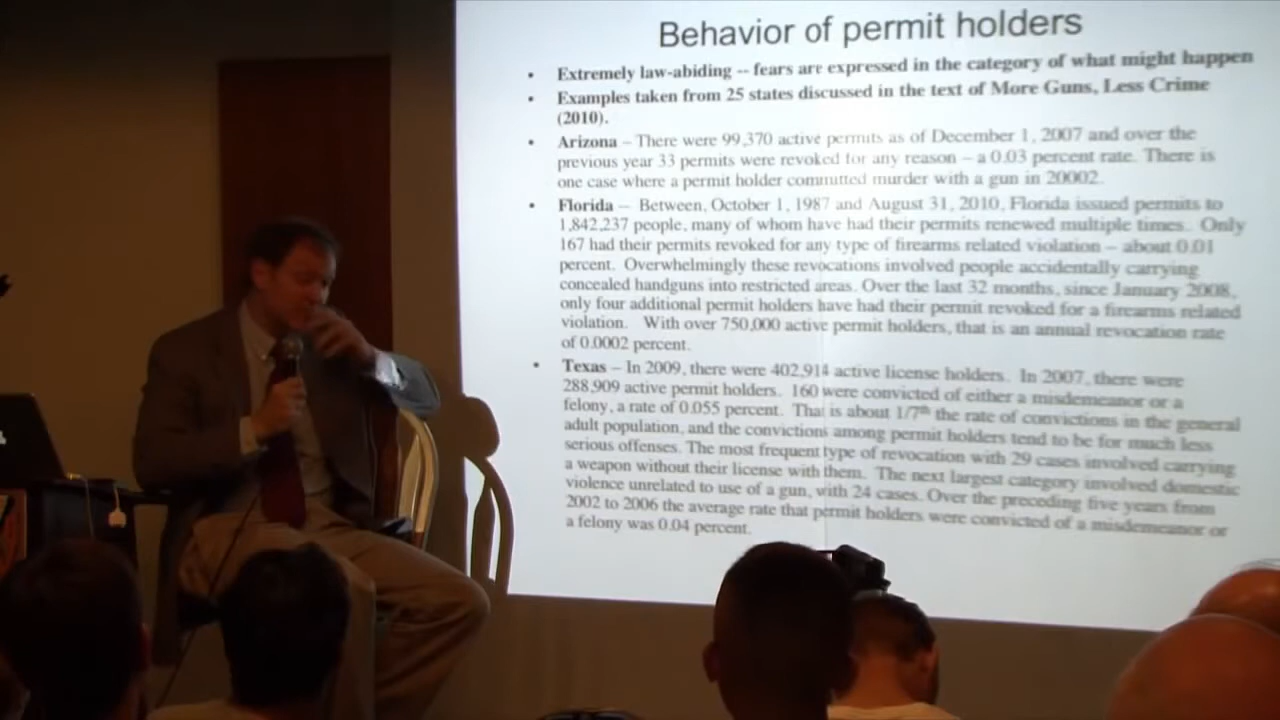 Behavior of permit holders
• Extremely law-abiding -- fears are expressed in the category of what might happen
• Examples taken from 25 states discussed in the text of More Guns, Less Crime
(2010).
• Arizona – There were 99,370 active permits as of December 1, 2007 and over the
previous year 33 permits were revoked for any reason – a 0.03 percent rate. There is
one case where a permit holder committed murder with a gun in 20002.
• Florida – Between, October 1, 1987 and August 31, 2010, Florida issued permits to
1,842,237 people, many of whom have had their permits renewed multiple times. Only
167 had their permits revoked for any type of firearms related violation – about 0.01
percent. Overwhelmingly these revocations involved people accidentally carrying
concealed handguns into restricted areas. Over the last 32 months, since January 2008,
only four additional permit holders have had their permit revoked for a firearms related
violation. With over 750,000 active permit holders, that is an annual revocation rate
of 0.0002 percent.
• Texas – In 2009, there were 402,914 active license holders. In 2007, there were
288,909 active permit holders. 160 were convicted of either a misdemeanor or a
felony, a rate of 0.055 percent. That is about 1/7th the rate of convictions in the general
adult population, and the convictions among permit holders tend to be for much less
serious offenses. The most frequent type of revocation with 29 cases involved carrying
a weapon without their license with them. The next largest category involved domestic
violence unrelated to use of a gun, with 24 cases. Over the preceding five years from
2002 to 2006 the average rate that permit holders were convicted of a misdemeanor or
a felony was 0.04 percent.